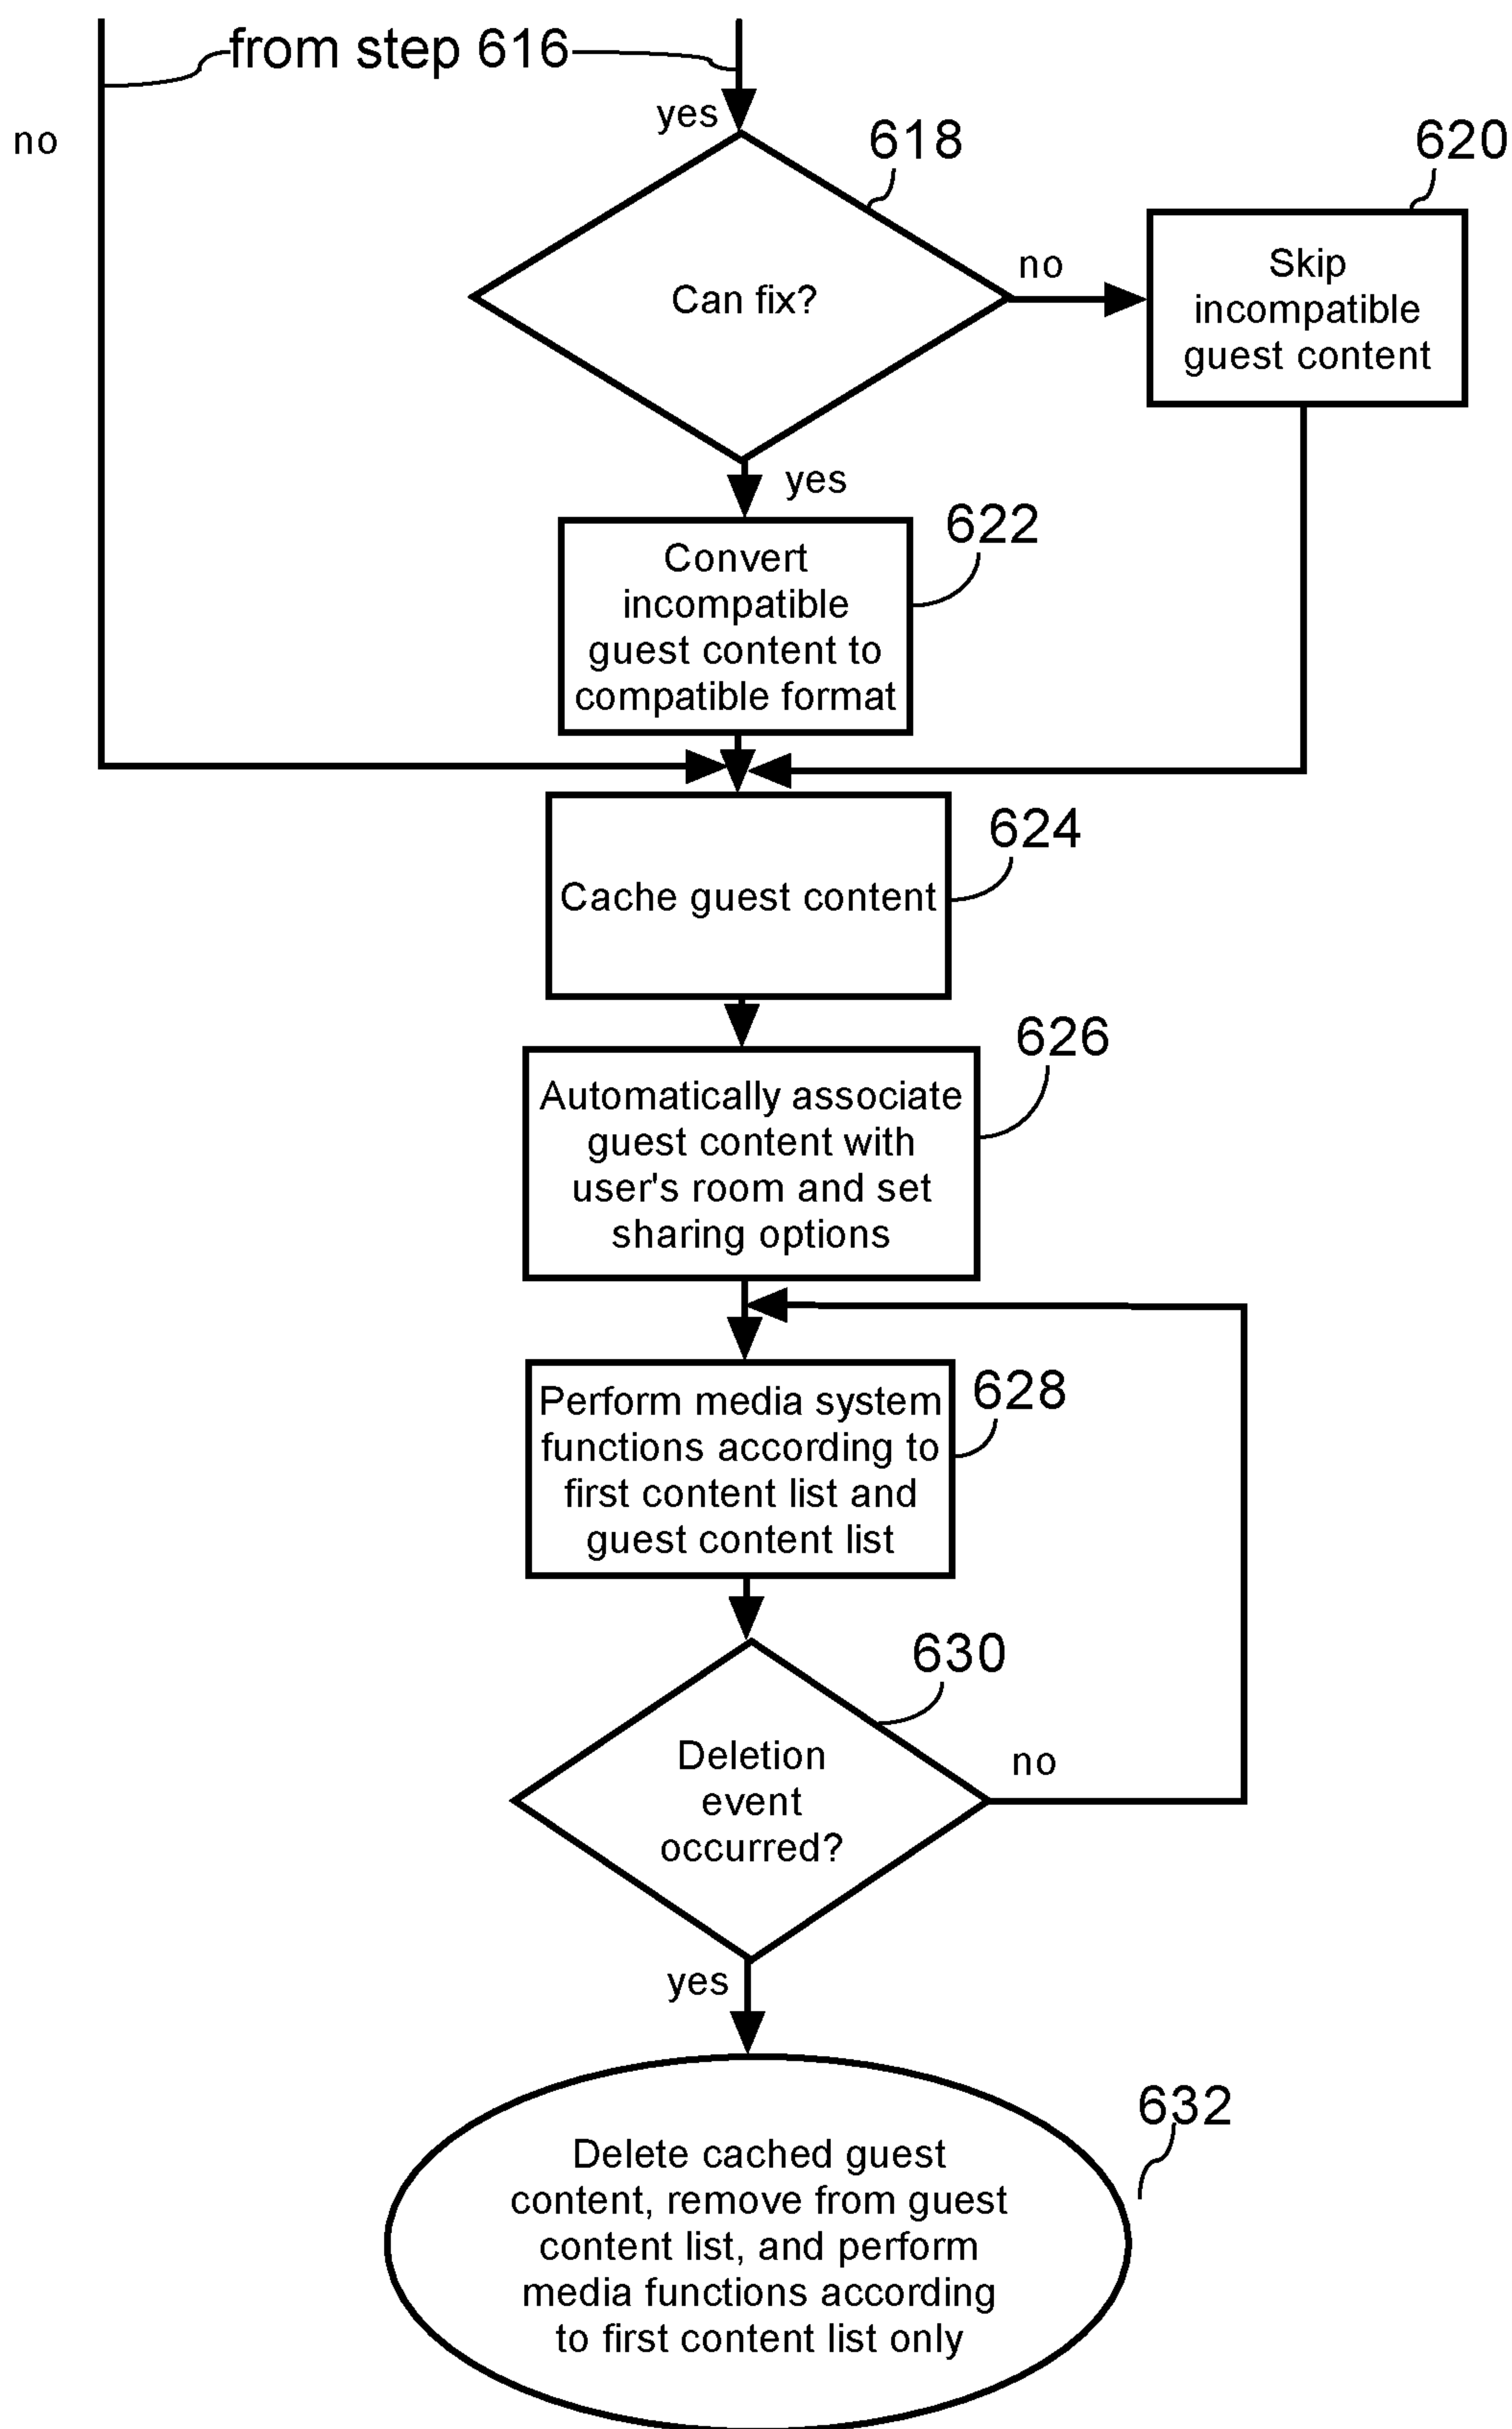 from step 616
no
yes
618
620
Can fix?
no
Skip
incompatible
guest content
yes
622
Convert
incompatible
guest content to
compatible format
624
Cache guest content
626
Automatically associate
guest content with
user's room and set
sharing options
628
Perform media system
functions according to
first content list and
guest content list
630
Deletion
event
occurred?
no
yes
632
Delete cached guest
content, remove from guest
content list, and perform
media functions according
to first content list only